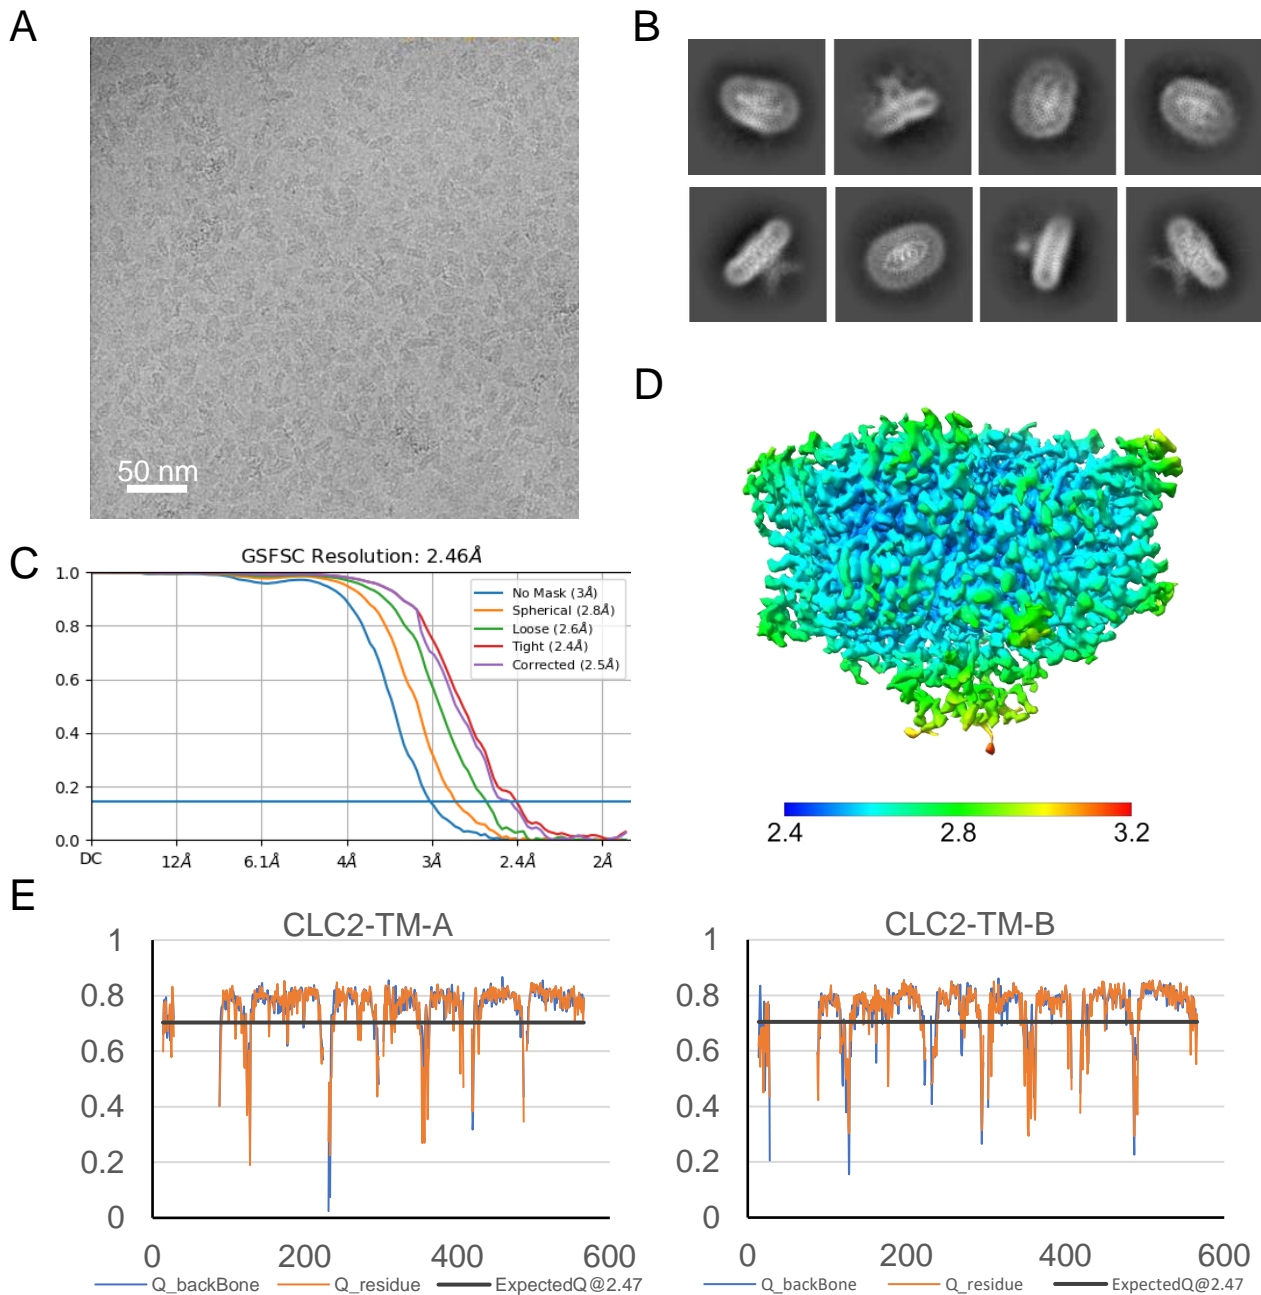 A
B
50 nm
C
GSFSC Resolution: 2.46Å
1.0
0.8
0.6
0.4
0.2
0.0
No Mask (3Å)
Spherical (2.8Å)
Loose (2.6Å)
Tight (2.4Å)
Corrected (2.5Å)
DC 12Å 6.1Å 4Å 3Å 2.4Å 2Å
D
2.4 2.8 3.2
E
CLC2-TM-A
1
0.8
0.6
0.4
0.2
0
0 200 400 600
Q_backBone Q_residue ExpectedQ@2.47
CLC2-TM-B
1
0.8
0.6
0.4
0.2
0
0 200 400 600
Q_backBone Q_residue ExpectedQ@2.47